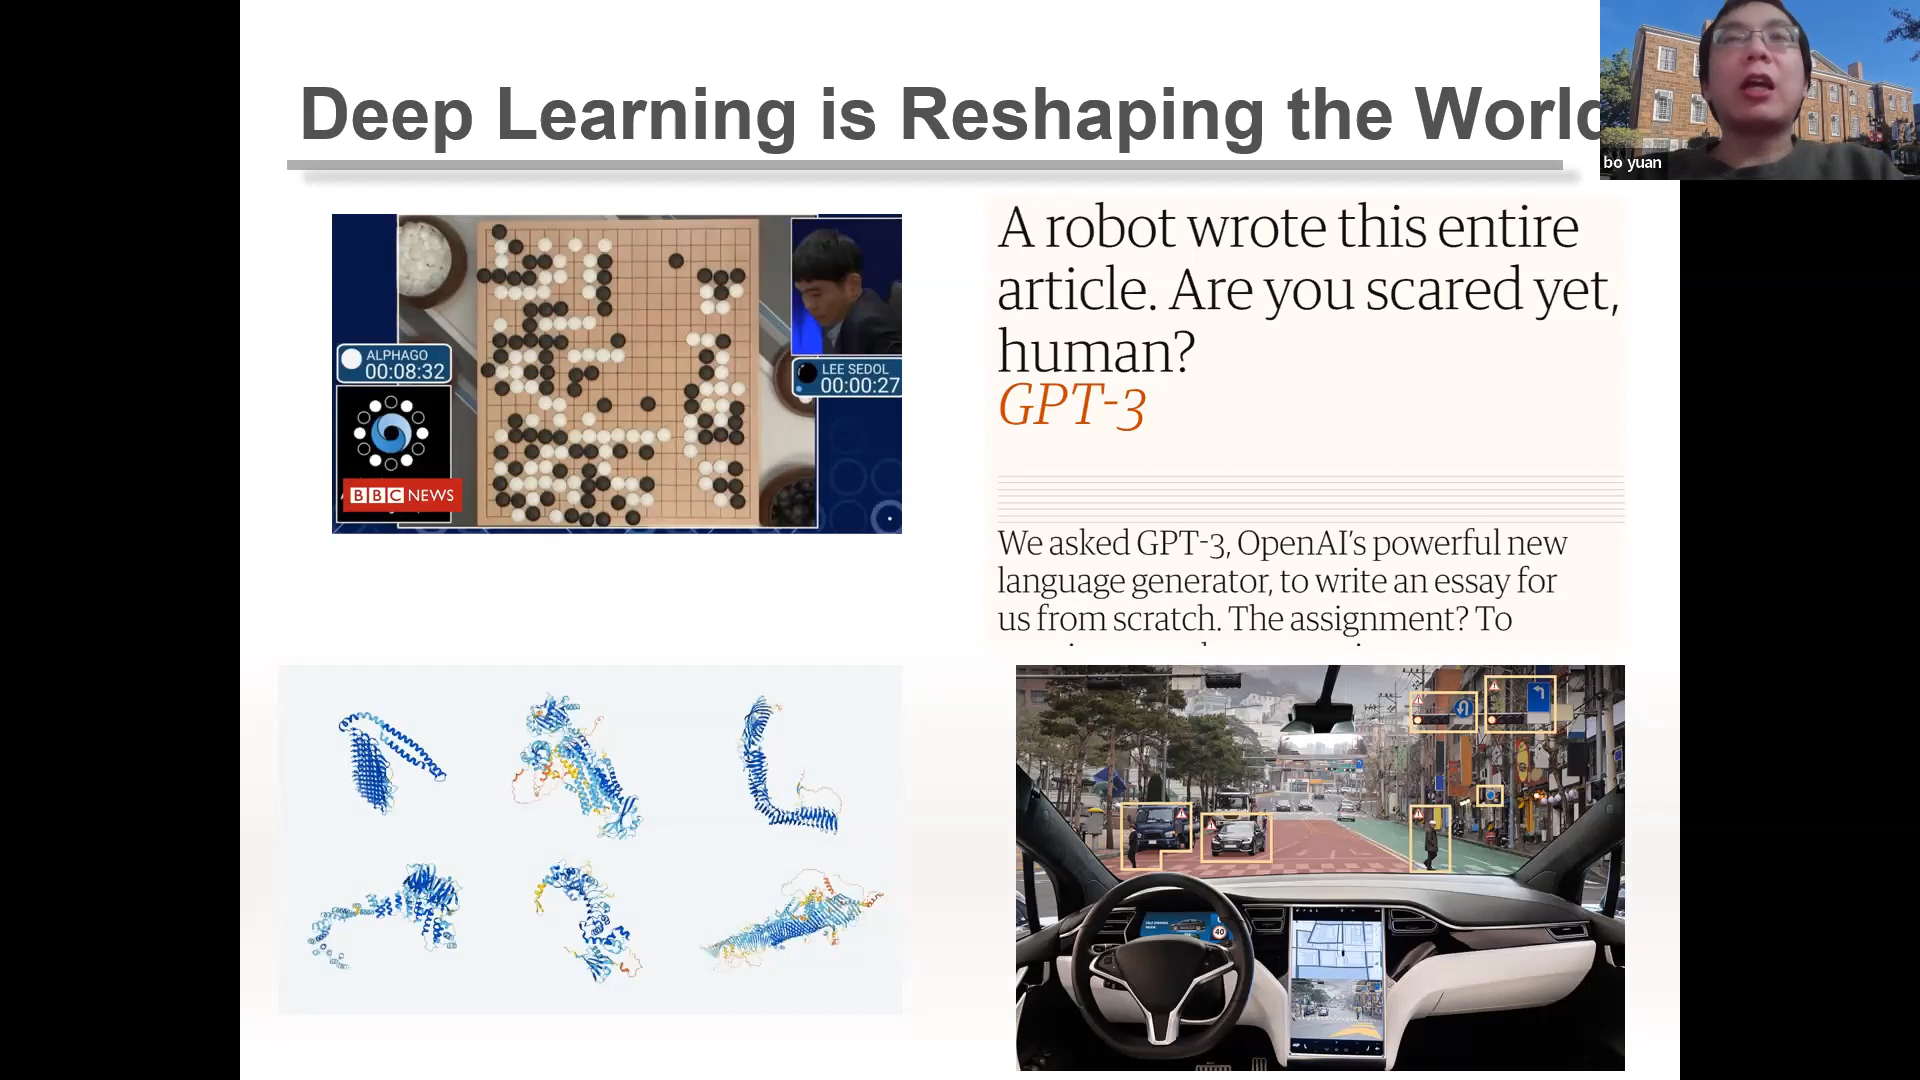 Deep Learning is Reshaping the World
bo yuan
ALPHAGO
00:08:32
LEE SEDOL
00:00:27
BBC NEWS
A robot wrote this entire
article. Are you scared yet,
human?
GPT-3
We asked GPT-3, OpenAI’s powerful new
language generator, to write an essay for
us from scratch. The assignment? To
40